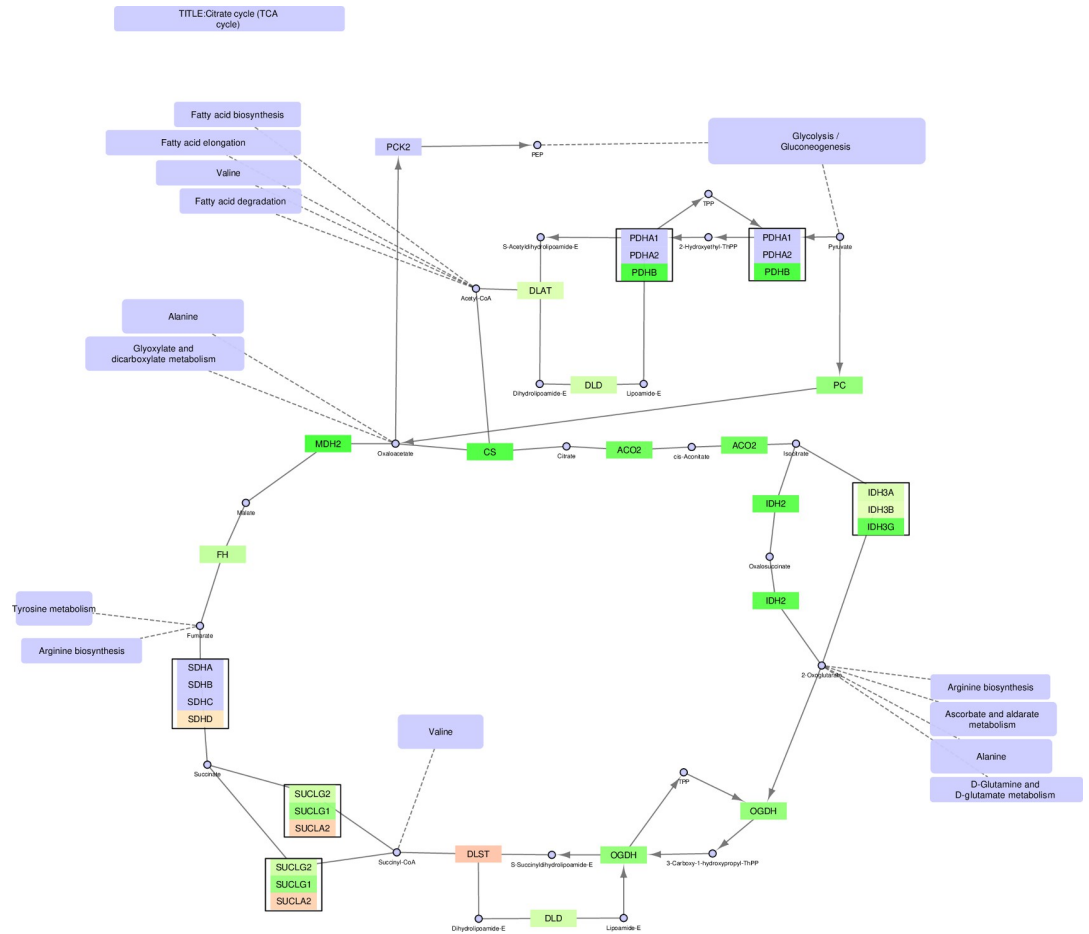 TITLE:Citrate cycle (TCA
cycle)
Fatty acid biosynthesis
Fatty acid elongation
Valine
Fatty acid degradation
PCK2
PEP
Glycolysis /
Gluconeogenesis
TPP
S-Acetyldihydrolipoamide-E
PDHA1
PDHA2
PDHB
2-Hydroxyethyl-ThPP
PDHA1
PDHA2
PDHB
Pyruvate
Acetyl-CoA
DLAT
Alanine
Glyoxylate and
dicarboxylate metabolism
Dihydrolipoamide-E
DLD
Lipoamide-E
PC
MDH2
Oxaloacetate
CS
Citrate
ACO2
cis-Aconitate
ACO2
Isocitrate
Malate
IDH2
IDH3A
IDH3B
IDH3G
FH
Oxalosuccinate
IDH2
Tyrosine metabolism
Arginine biosynthesis
Fumarate
SDHA
SDHB
SDHC
SDHD
2-Oxoglutarate
Arginine biosynthesis
Ascorbate and aldarate
metabolism
Alanine
D-Glutamine and
D-glutamate metabolism
Valine
Succinate
SUCLG2
SUCLG1
SUCLA2
TPP
OGDH
SUCLG2
SUCLG1
SUCLA2
Succinyl-CoA
DLST
S-Succinyldihydrolipoamide-E
OGDH
3-Carboxy-1-hydroxypropyl-ThPP
Dihydrolipoamide-E
DLD
Lipoamide-E